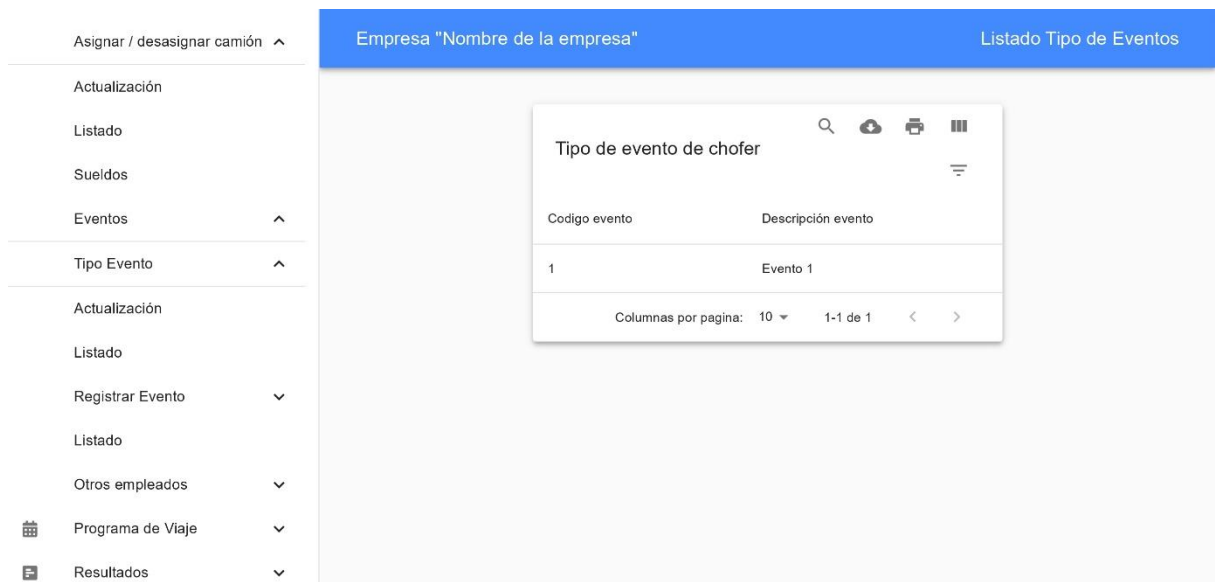 Asignar / desasignar camión
Actualización
Listado
Sueldos
Eventos
Tipo Evento
Actualización
Listado
Registrar Evento
Listado
Otros empleados
Programa de Viaje
Resultados
Empresa "Nombre de la empresa"
Listado Tipo de Eventos
Tipo de evento de chofer
Codigo evento Descripción evento
1 Evento 1
Columnas por pagina: 10 1-1 de 1